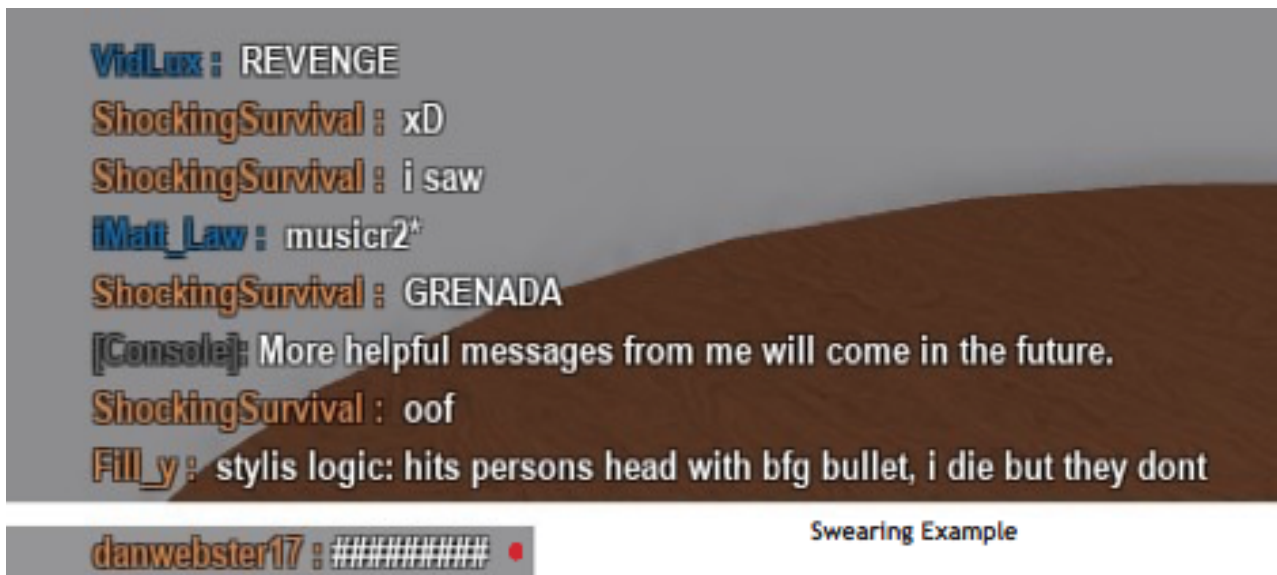 VidLux : REVENGE
ShockingSurvival : xD
ShockingSurvival : i saw
iMatt_Law : musicr2*
ShockingSurvival : GRENADA
[Console]: More helpful messages from me will come in the future.
ShockingSurvival : oof
Fill_y : stylis logic: hits persons head with bfg bullet, i die but they dont
Swearing Example
danwebster17 : #########